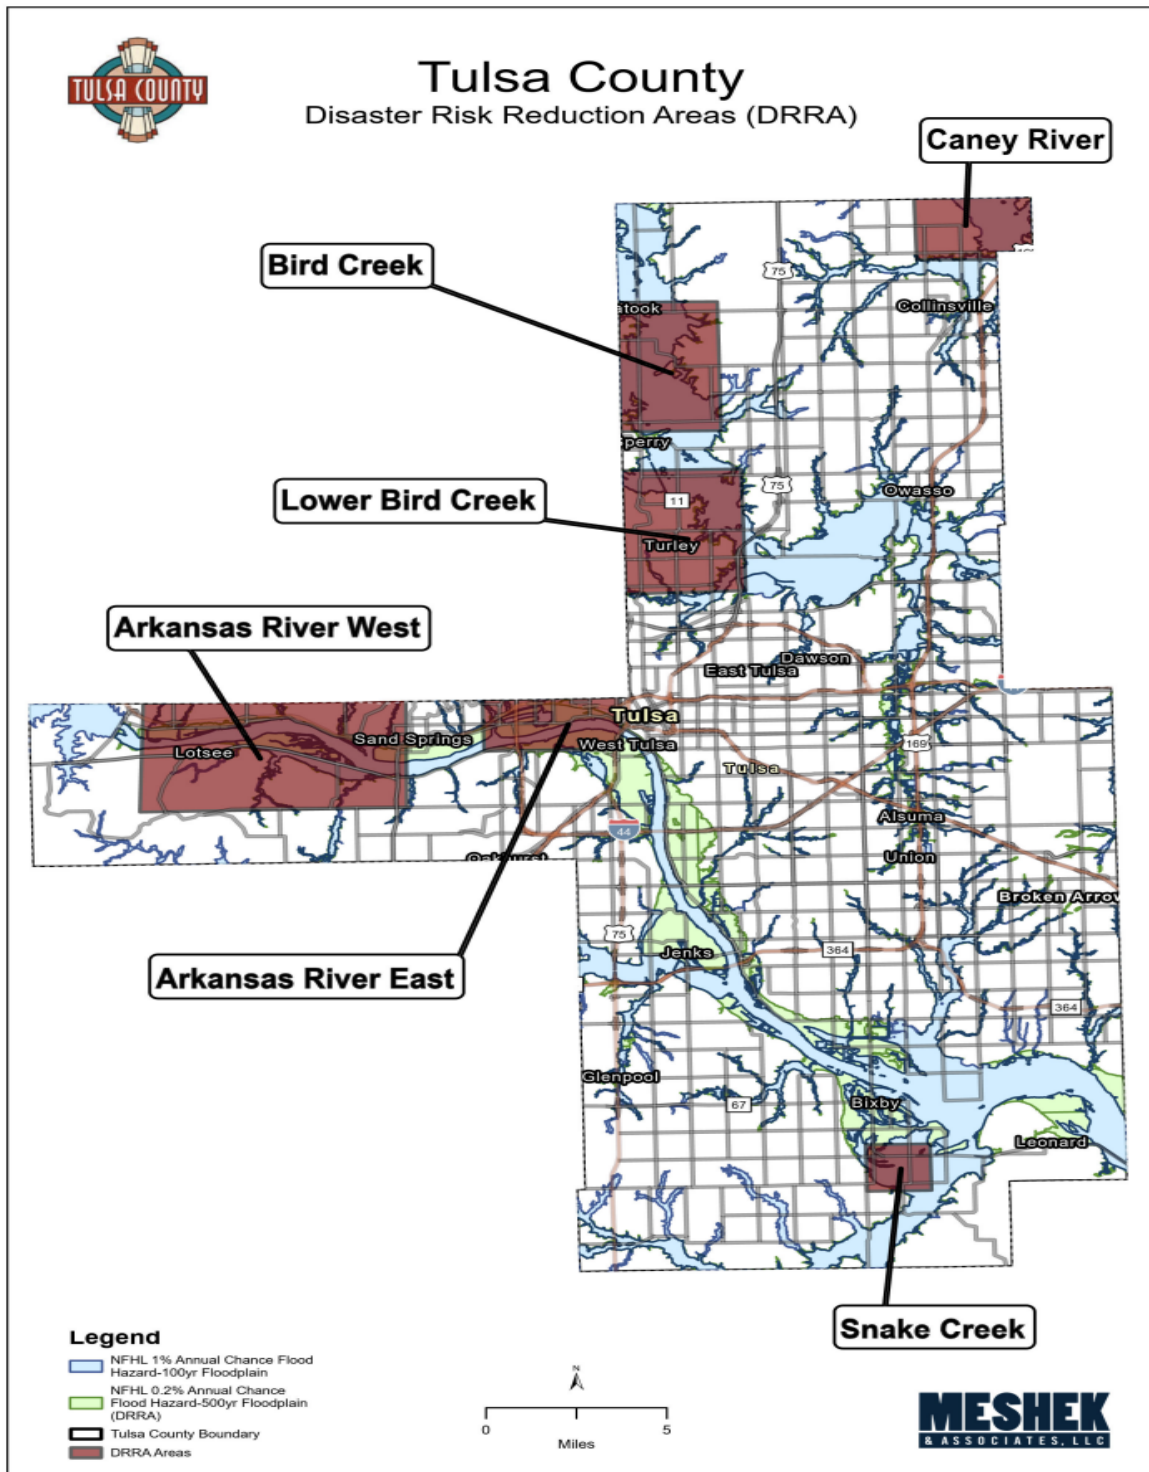 TULSA COUNTY
Tulsa County
Disaster Risk Reduction Areas (DRRA)
Caney River
Bird Creek
75
Collinsville
atook
perry
Lower Bird Creek
11
75
Owasso
Turley
Arkansas River West
Dawson
East Tulsa
Tulsa
Sand Springs
West Tulsa
Lotsee
169
Tulsa
44
Alsuma
Oakhurst
Union
Broken Arrow
75
Jenks
364
Arkansas River East
364
Glenpool
67
Bixby
Leonard
Snake Creek
Legend
NFHL 1% Annual Chance Flood
Hazard-100yr Floodplain
NFHL 0.2% Annual Chance
Flood Hazard-500yr Floodplain
(DRRA)
Tulsa County Boundary
DRRA Areas
N
0 5
Miles
MESHEK
& ASSOCIATES, LLC